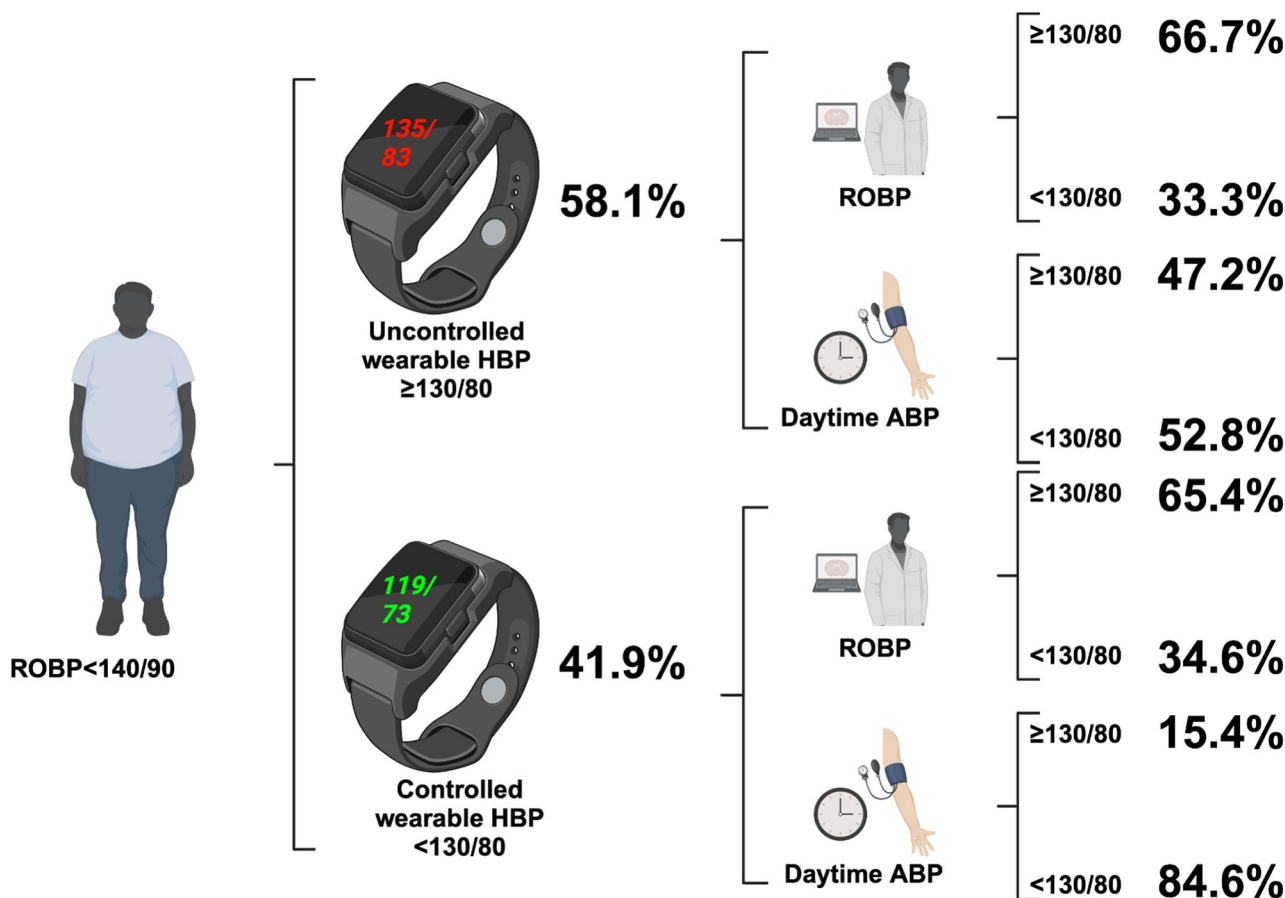 ROBP<140/90
135/
83
58.1%
Uncontrolled
wearable HBP
≥130/80
ROBP
≥130/80 66.7%
<130/80 33.3%
Daytime ABP
≥130/80 47.2%
<130/80 52.8%
119/
73
41.9%
Controlled
wearable HBP
<130/80
ROBP
≥130/80 65.4%
<130/80 34.6%
Daytime ABP
≥130/80 15.4%
<130/80 84.6%